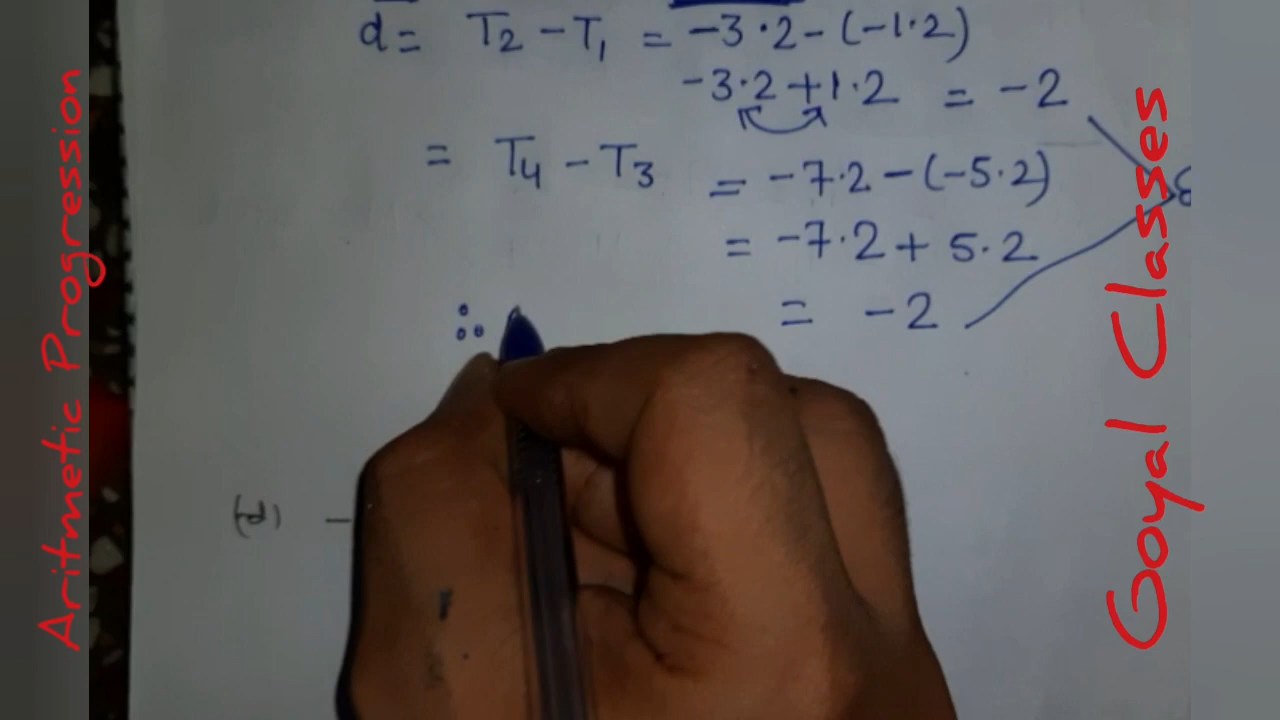 Aritmetic Progression
d = T₂ - T₁ = -3.2 - (-1.2)
-3.2 + 1.2 = -2
= T₄ - T₃ = -7.2 - (-5.2)
= -7.2 + 5.2
= -2
∴
(d) -
Goyal Classes